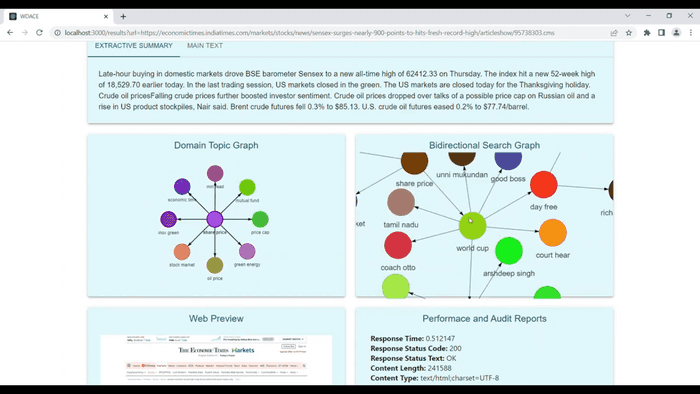 WDACE
localhost:3000/results?url=https://economictimes.indiatimes.com/markets/stocks/news/sensex-surges-nearly-900-points-to-hits-fresh-record-high/articleshow/95738303.cms
EXTRACTIVE SUMMARY MAIN TEXT
Late-hour buying in domestic markets drove BSE barometer Sensex to a new all-time high of 62412.33 on Thursday. The index hit a new 52-week high
of 18,529.70 earlier today. In the last trading session, US markets closed in the green. The US markets are closed today for the Thanksgiving holiday.
Crude oil pricesFalling crude prices further boosted investor sentiment. Crude oil prices dropped over talks of a possible price cap on Russian oil and a
rise in US product stockpiles, Nair said. Brent crude futures fell 0.3% to $85.13. U.S. crude oil futures eased 0.2% to $77.74/barrel.
Domain Topic Graph
economic time
mutual fund
share price
price cap
stock market
oil price
green energy
Bidirectional Search Graph
share price
unni mukundan
good boss
day free
rich
tamil nadu
ket
world cup
court hear
coach otto
arshdeep singh
Web Preview
THE ECONOMIC TIMES Markets
Performace and Audit Reports
Response Time: 0.512147
Response Status Code: 200
Response Status Text: OK
Content Length: 241588
Content Type: text/html;charset=UTF-8